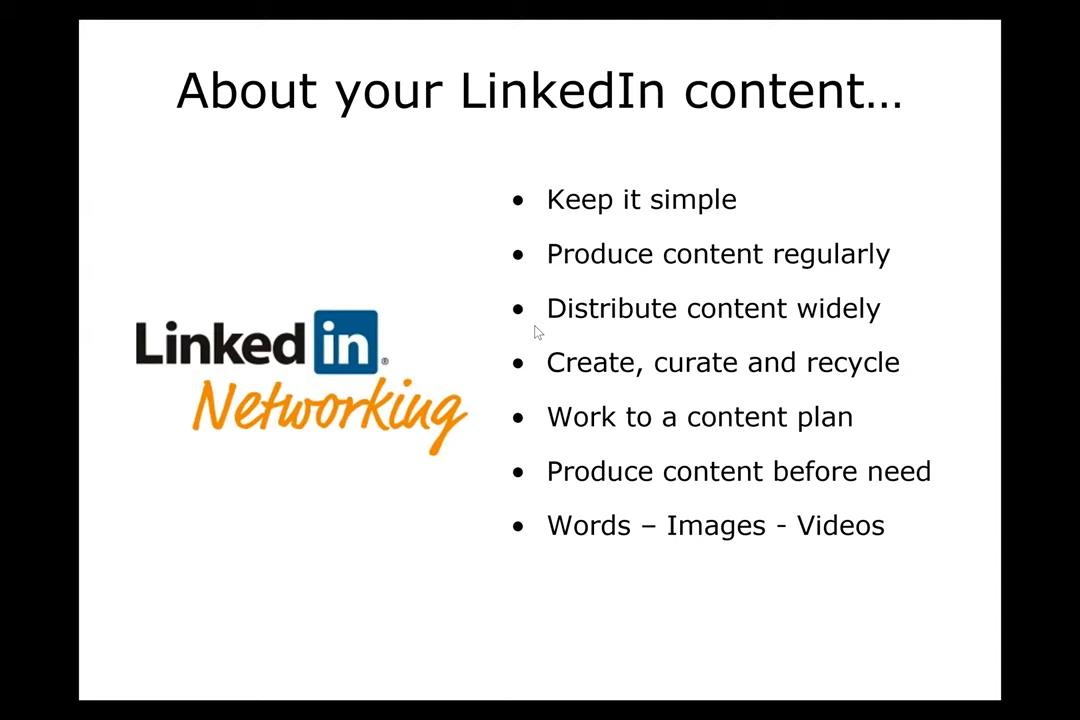 About your LinkedIn content…
Linked in ®
Networking
• Keep it simple
• Produce content regularly
• Distribute content widely
• Create, curate and recycle
• Work to a content plan
• Produce content before need
• Words – Images - Videos